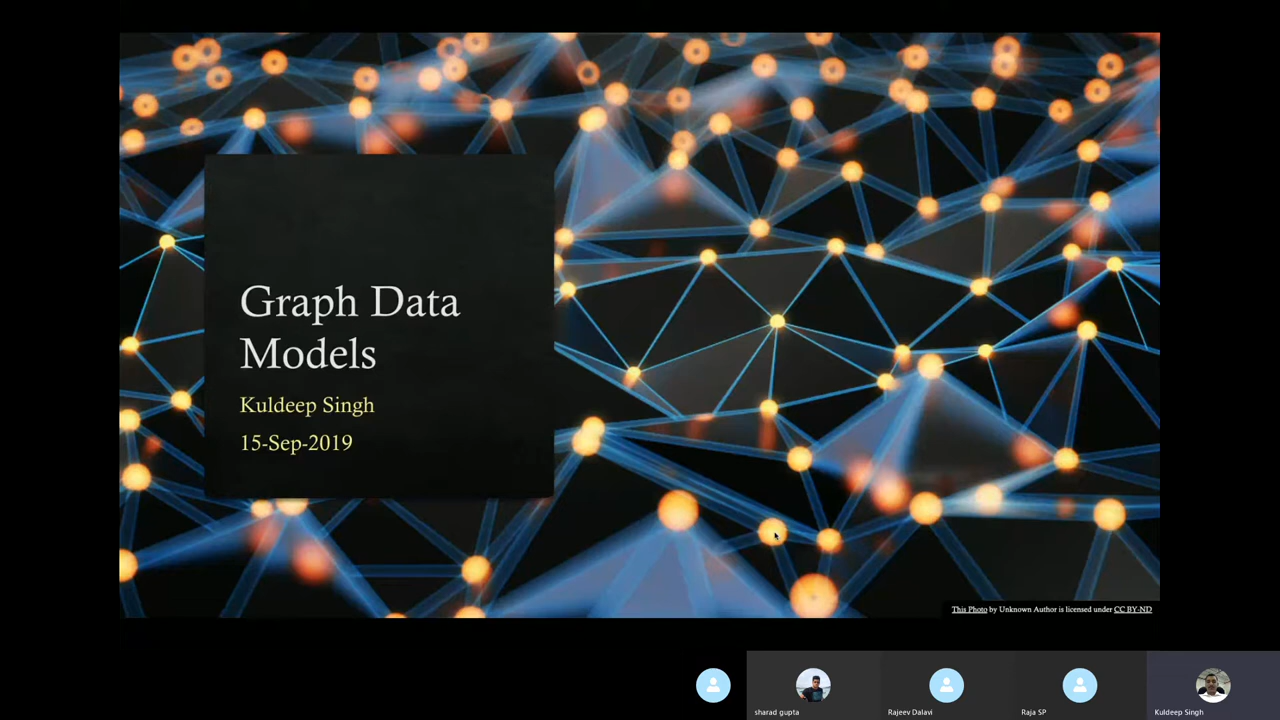 Graph Data
Models
Kuldeep Singh
15-Sep-2019
This Photo by Unknown Author is licensed under CC BY-ND
sharad gupta
Rajeev Dalavi
Raja SP
Kuldeep Singh